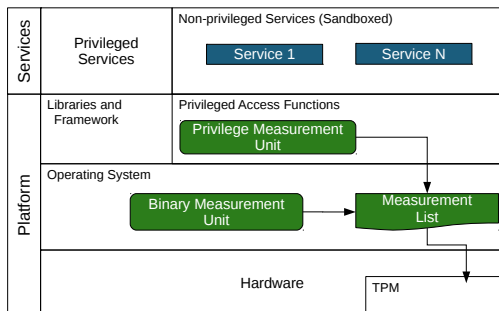 Services
Privileged
Services
Non-privileged Services (Sandboxed)
Service 1
Service N
Platform
Libraries and
Framework
Privileged Access Functions
Privilege Measurement
Unit
Operating System
Binary Measurement
Unit
Measurement
List
Hardware
TPM